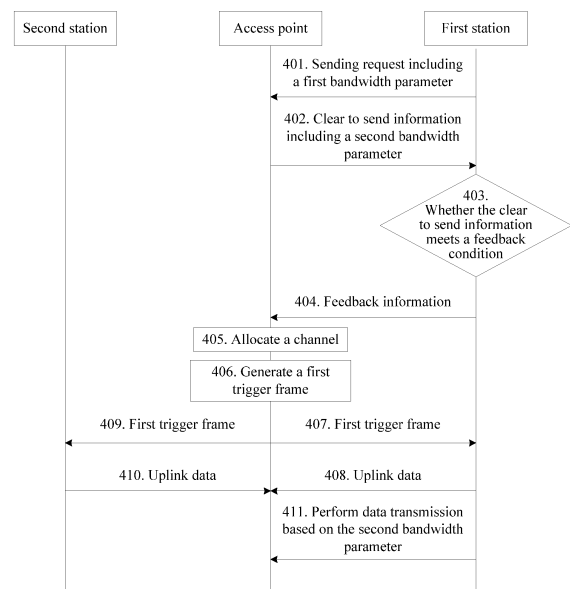 Second station
Access point
First station
401. Sending request including
a first bandwidth parameter
402. Clear to send information
including a second bandwidth
parameter
403.
Whether the clear
to send information
meets a feedback
condition
404. Feedback information
405. Allocate a channel
406. Generate a first
trigger frame
409. First trigger frame
407. First trigger frame
410. Uplink data
408. Uplink data
411. Perform data transmission
based on the second bandwidth
parameter